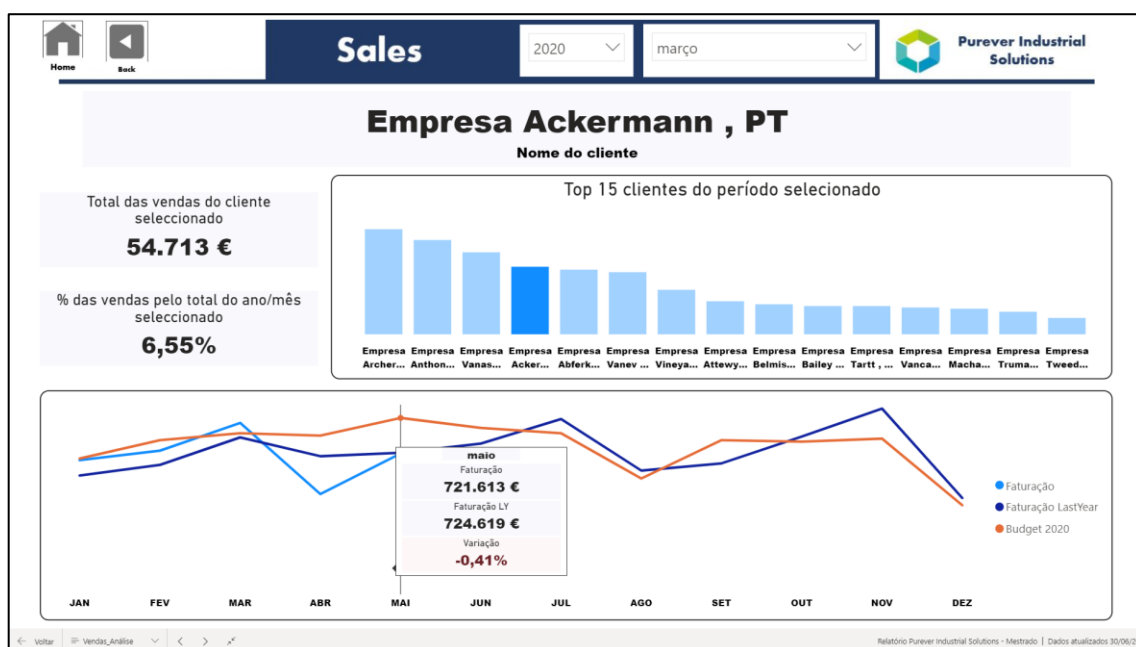 Home
Back
Sales
2020
março
Purever Industrial
Solutions
Empresa Ackermann , PT
Nome do cliente
Total das vendas do cliente
seleccionado
54.713 €
% das vendas pelo total do ano/mês
seleccionado
6,55%
Top 15 clientes do período selecionado
Empresa Empresa Empresa Empresa Empresa Empresa Empresa Empresa Empresa Empresa Empresa Empresa Empresa Empresa Empresa
Archer... Anthon... Vanas... Acker... Abferk... Vanev ... Vineya... Attewy... Belmis... Bailey ... Tartt , ... Vanca... Macha... Truma... Tweed...
maio
Faturação
721.613 €
Faturação LY
724.619 €
Variação
-0,41%
Faturação
Faturação LastYear
Budget 2020
JAN FEV MAR ABR MAI JUN JUL AGO SET OUT NOV DEZ
Voltar Vendas_Análise
Relatório Purever Industrial Solutions - Mestrado | Dados atualizados 30/06/2